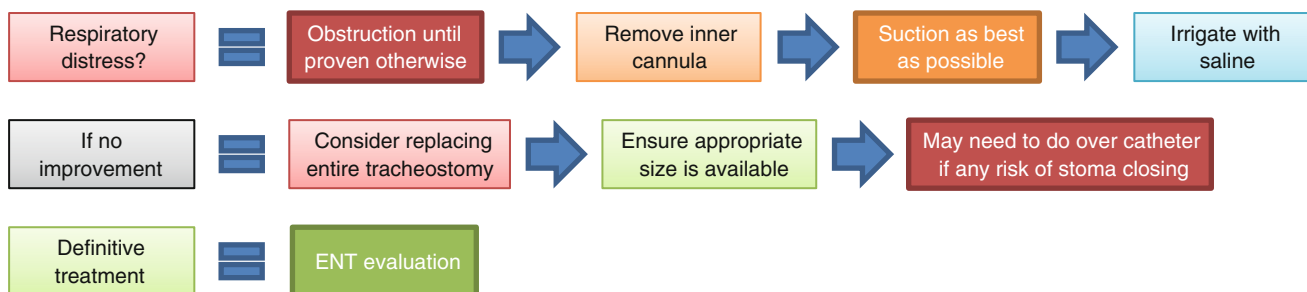 Respiratory
distress?
Obstruction until
proven otherwise
Remove inner
cannula
Suction as best
as possible
Irrigate with
saline
If no
improvement
Consider replacing
entire tracheostomy
Ensure appropriate
size is available
May need to do over catheter
if any risk of stoma closing
Definitive
treatment
ENT evaluation